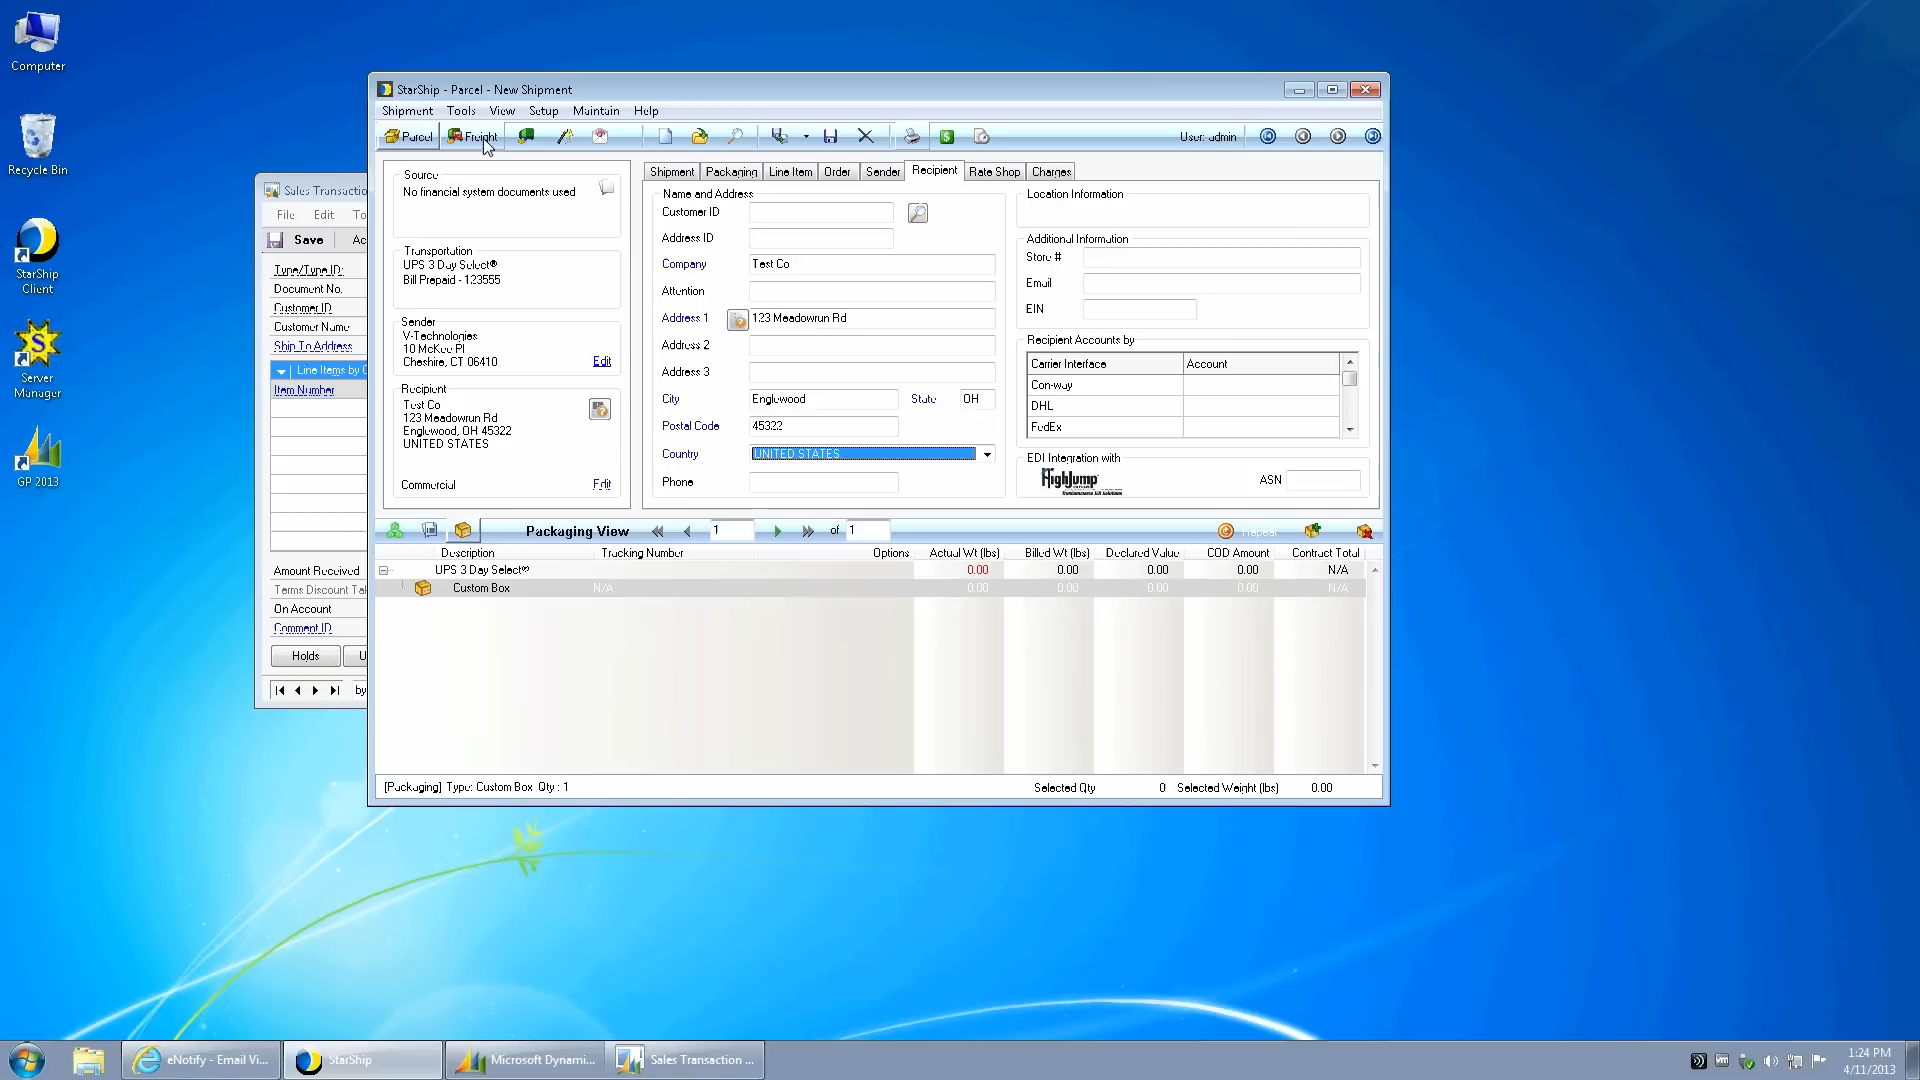 Computer
Recycle Bin
StarShip
Client
Server
Manager
GP 2013
Sales Transactio
File Edit To
Save Ac
Type/Type ID:
Document No.
Customer ID
Customer Name
Ship To Address
Line Items by O
Item Number
Amount Received
Terms Discount Tak
On Account
Comment ID
Holds U
by
StarShip - Parcel - New Shipment
Shipment Tools View Setup Maintain Help
Parcel Freight User: admin
Source
No financial system documents used
Transportation
UPS 3 Day Select®
Bill Prepaid - 123555
Sender
V-Technologies
10 McKee Pl
Cheshire, CT 06410 Edit
Recipient
Test Co
123 Meadowrun Rd
Englewood, OH 45322
UNITED STATES
Commercial Edit
Shipment Packaging Line Item Order Sender Recipient Rate Shop Charges
Name and Address
Customer ID
Address ID
Company Test Co
Attention
Address 1 123 Meadowrun Rd
Address 2
Address 3
City Englewood State OH
Postal Code 45322
Country UNITED STATES
Phone
Location Information
Additional Information
Store #
Email
EIN
Recipient Accounts by
Carrier Interface Account
Con-way
DHL
FedEx
EDI Integration with
HighJump ASN
Packaging View 1 of 1 Repeat
Description Tracking Number Options Actual Wt (lbs) Billed Wt (lbs) Declared Value COD Amount Contract Total
UPS 3 Day Select® 0.00 0.00 0.00 0.00 N/A
Custom Box N/A 0.00 0.00 0.00 0.00 N/A
[Packaging] Type: Custom Box Qty : 1 Selected Qty 0 Selected Weight (lbs) 0.00
eNotify - Email Vi... StarShip Microsoft Dynami... Sales Transaction ...
1:24 PM
4/11/2013